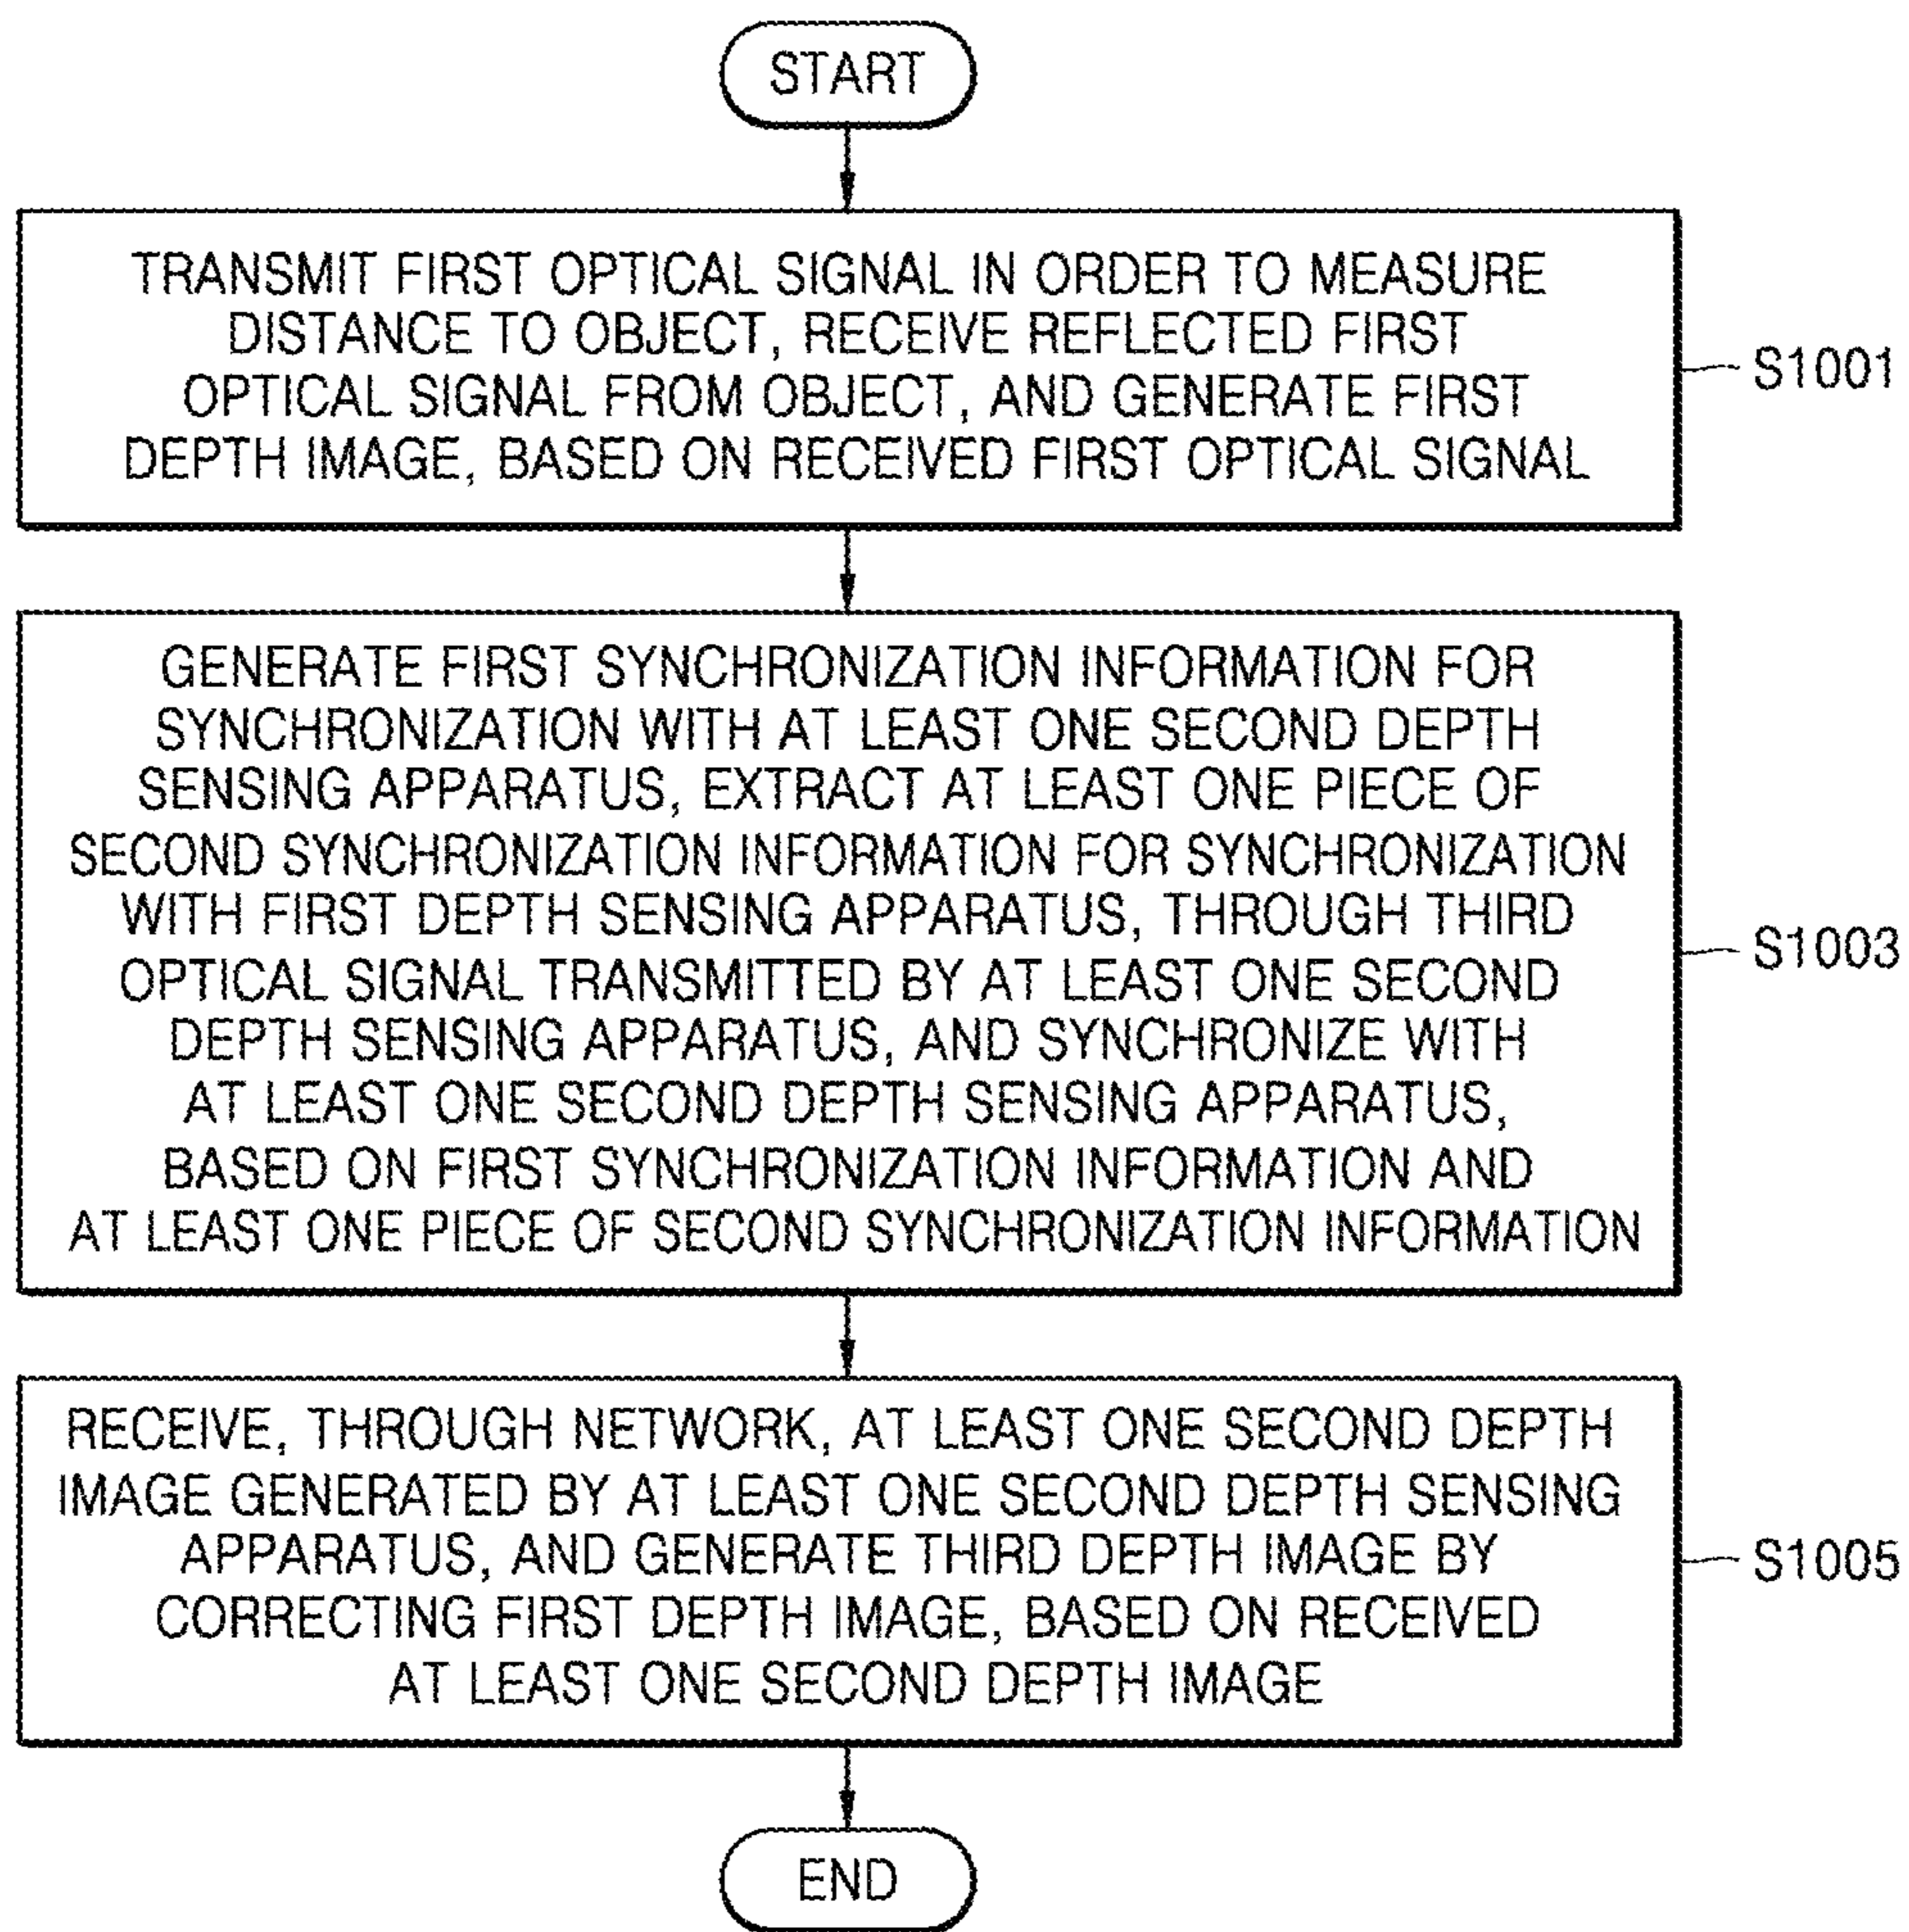 START
TRANSMIT FIRST OPTICAL SIGNAL IN ORDER TO MEASURE
DISTANCE TO OBJECT, RECEIVE REFLECTED FIRST
OPTICAL SIGNAL FROM OBJECT, AND GENERATE FIRST
DEPTH IMAGE, BASED ON RECEIVED FIRST OPTICAL SIGNAL
S1001
GENERATE FIRST SYNCHRONIZATION INFORMATION FOR
SYNCHRONIZATION WITH AT LEAST ONE SECOND DEPTH
SENSING APPARATUS, EXTRACT AT LEAST ONE PIECE OF
SECOND SYNCHRONIZATION INFORMATION FOR SYNCHRONIZATION
WITH FIRST DEPTH SENSING APPARATUS, THROUGH THIRD
OPTICAL SIGNAL TRANSMITTED BY AT LEAST ONE SECOND
DEPTH SENSING APPARATUS, AND SYNCHRONIZE WITH
AT LEAST ONE SECOND DEPTH SENSING APPARATUS,
BASED ON FIRST SYNCHRONIZATION INFORMATION AND
AT LEAST ONE PIECE OF SECOND SYNCHRONIZATION INFORMATION
S1003
RECEIVE, THROUGH NETWORK, AT LEAST ONE SECOND DEPTH
IMAGE GENERATED BY AT LEAST ONE SECOND DEPTH SENSING
APPARATUS, AND GENERATE THIRD DEPTH IMAGE BY
CORRECTING FIRST DEPTH IMAGE, BASED ON RECEIVED
AT LEAST ONE SECOND DEPTH IMAGE
S1005
END